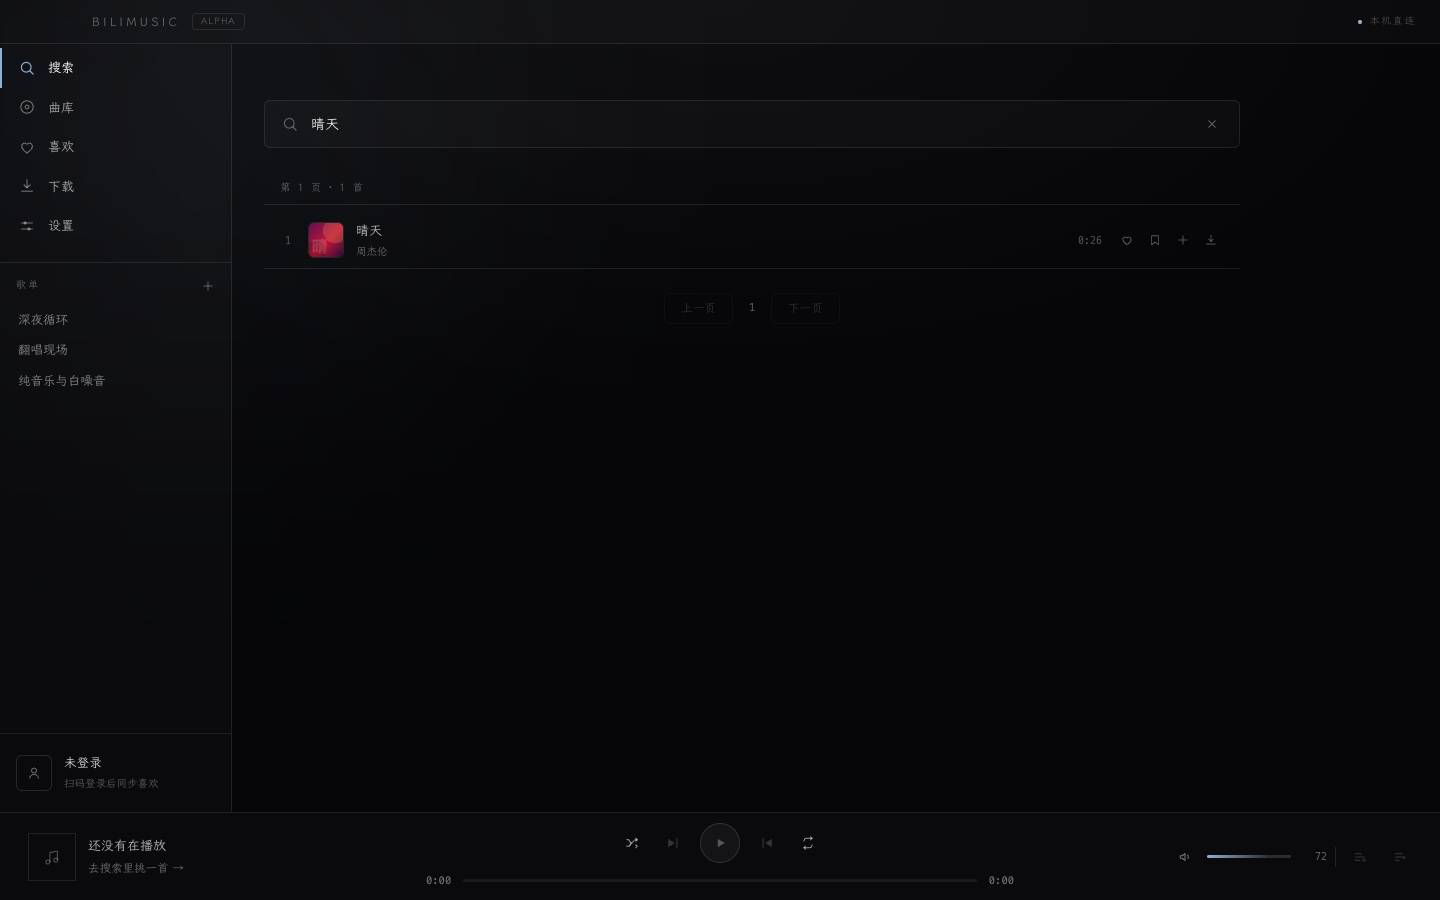 BILIMUSIC ALPHA
本机直连
搜索
曲库
喜欢
下载
设置
歌单
深夜循环
翻唱现场
纯音乐与白噪音
未登录
扫码登录后同步喜欢
晴天
第 1 页 · 1 首
1 晴 晴天 0:26
周杰伦
上一页 1 下一页
还没有在播放
去搜索里挑一首 →
0:00 0:00
72